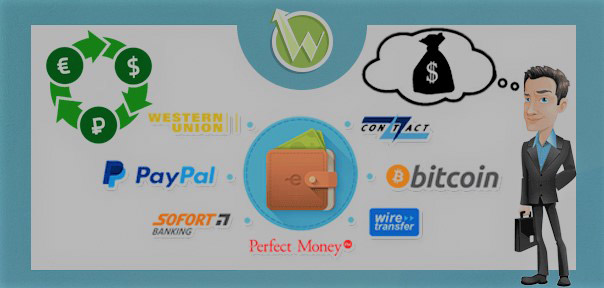 W
€
$
₽
$
WESTERN
UNION
CONTACT
PayPal
e
bitcoin
SOFORT
BANKING
wire
transfer
Perfect Money